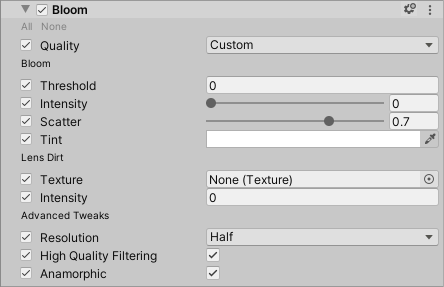 Bloom
All None
Quality Custom
Bloom
Threshold 0
Intensity 0
Scatter 0.7
Tint
Lens Dirt
Texture None (Texture)
Intensity 0
Advanced Tweaks
Resolution Half
High Quality Filtering
Anamorphic